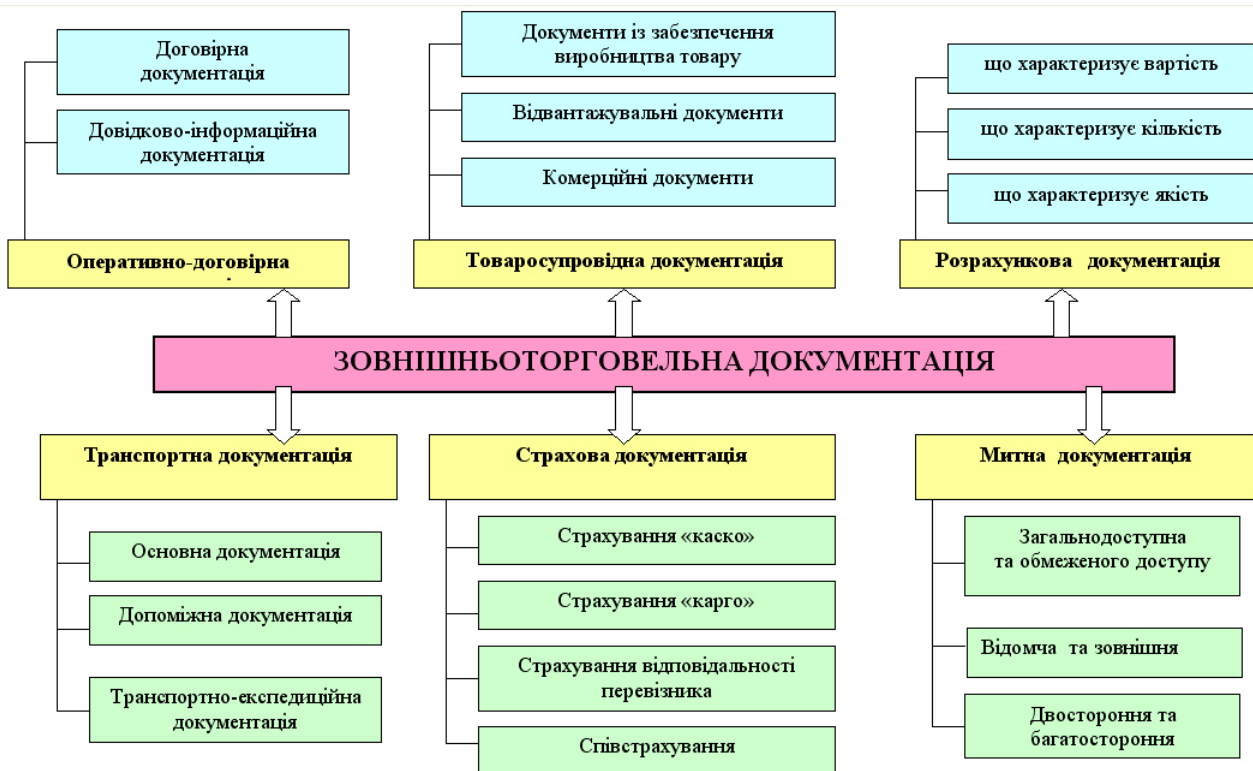 Договірна
документація
Довідково-інформаційна
документація
Оперативно-договірна
Документи із забезпечення
виробництва товару
Відвантажувальні документи
Комерційні документи
Товаросупровідна документація
що характеризує вартість
що характеризує кількість
що характеризує якість
Розрахункова документація
ЗОВНІШНЬОТОРГОВЕЛЬНА ДОКУМЕНТАЦІЯ
Транспортна документація
Основна документація
Допоміжна документація
Транспортно-експедиційна
документація
Страхова документація
Страхування «каско»
Страхування «карго»
Страхування відповідальності
перевізника
Співстрахування
Митна документація
Загальнодоступна
та обмеженого доступу
Відомча та зовнішня
Двостороння та
багатостороння